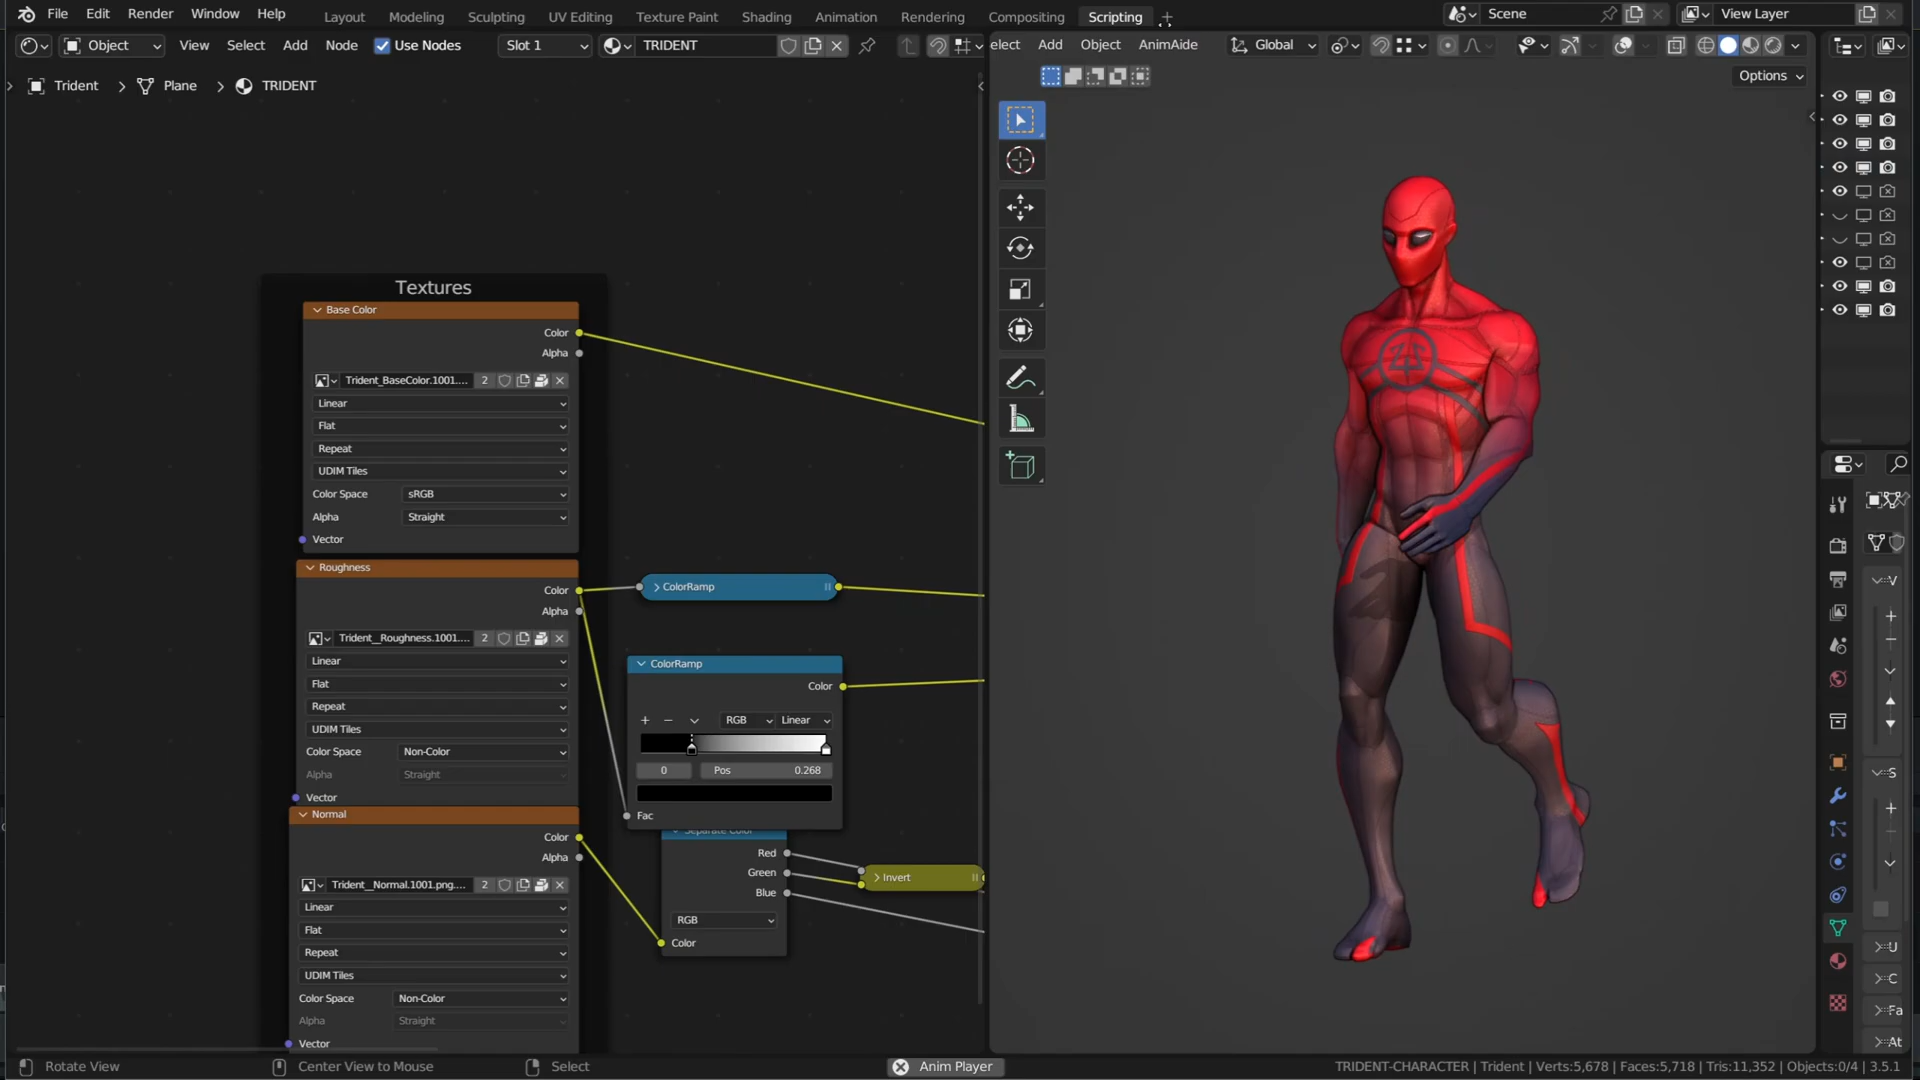 File Edit Render Window Help Layout Modeling Sculpting UV Editing Texture Paint Shading Animation Rendering Compositing Scripting + Scene View Layer
Object View Select Add Node Use Nodes Slot 1 TRIDENT
elect Add Object AnimAide Global
Options
Trident > Plane > TRIDENT
Textures
Base Color
Color
Alpha
Trident_BaseColor.1001.... 2
Linear
Flat
Repeat
UDIM Tiles
Color Space sRGB
Alpha Straight
Vector
Roughness
Color
Alpha
Trident__Roughness.1001.... 2
Linear
Flat
Repeat
UDIM Tiles
Color Space Non-Color
Alpha Straight
Vector
Normal
Color
Alpha
Trident__Normal.1001.png.... 2
Linear
Flat
Repeat
UDIM Tiles
Color Space Non-Color
Alpha Straight
Vector
ColorRamp
ColorRamp
Color
+ − RGB Linear
0 Pos 0.268
Fac
Separate Color
Red
Green
Blue
RGB
Color
Invert
V
S
U
C
Fa
At
Rotate View Center View to Mouse Select Anim Player TRIDENT-CHARACTER | Trident | Verts:5,678 | Faces:5,718 | Tris:11,352 | Objects:0/4 | 3.5.1